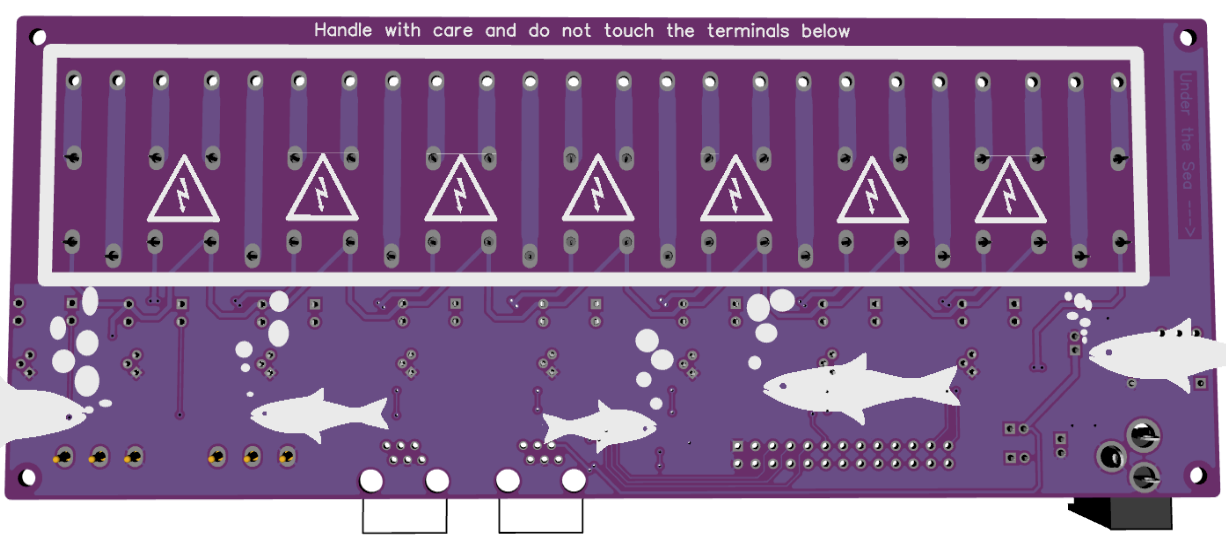 Handle with care and do not touch the terminals below
Under the Sea --->